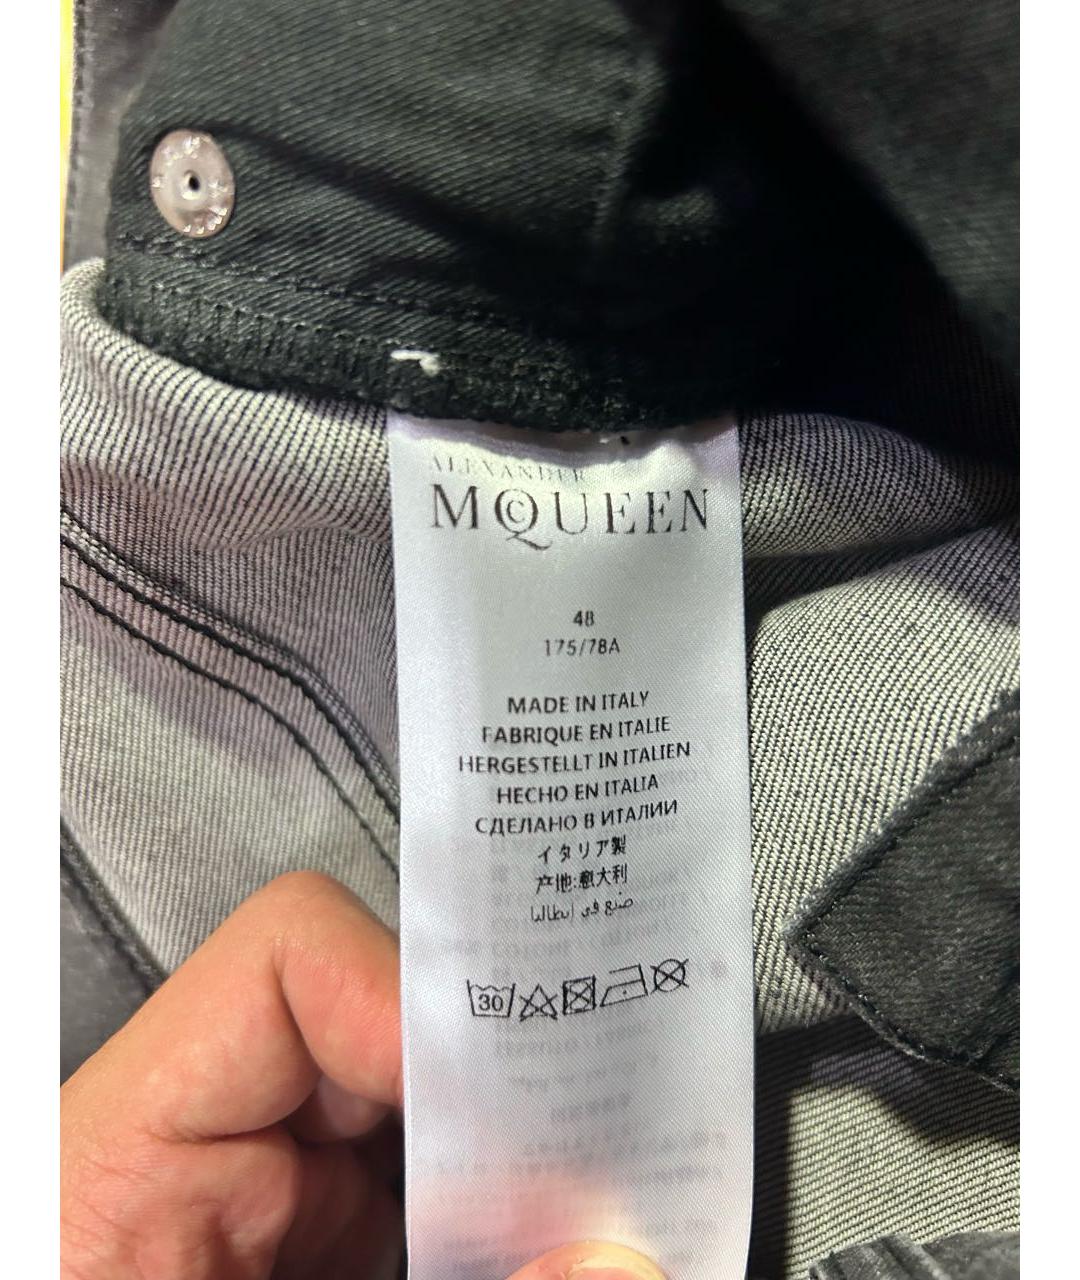 ALEXANDER
MCQUEEN
48
175/78A
MADE IN ITALY
FABRIQUE EN ITALIE
HERGESTELLT IN ITALIEN
HECHO EN ITALIA
СДЕЛАНО В ИТАЛИИ
イタリア製
产地:意大利
صنع في إيطاليا
30